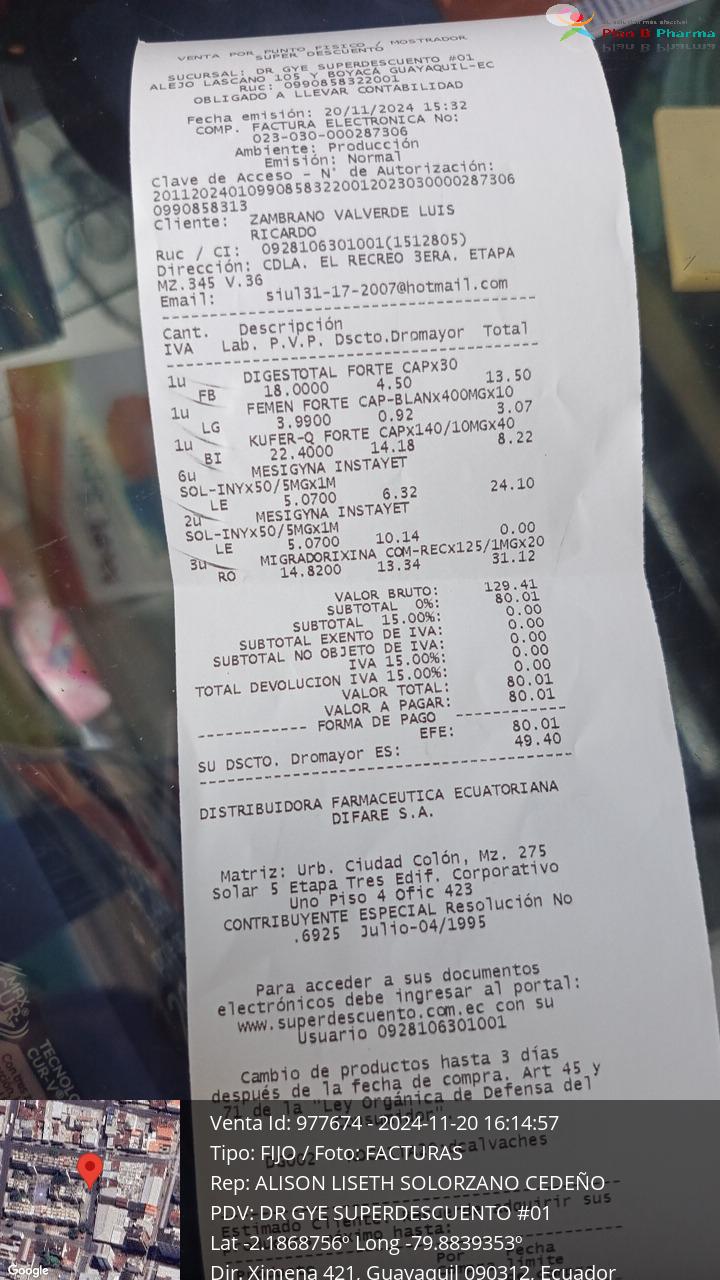 La solución más efectiva!
Plan B Pharma
VENTA POR PUNTO FISICO / MOSTRADOR
SUPER DESCUENTO
SUCURSAL: DR GYE SUPERDESCUENTO #01
ALEJO LASCANO 105 Y BOYACA GUAYAQUIL-EC
RUC: 0990858322001
OBLIGADO A LLEVAR CONTABILIDAD
Fecha emisión: 20/11/2024 15:32
COMP. FACTURA ELECTRONICA No:
023-030-000287306
Ambiente: Producción
Emisión: Normal
Clave de Acceso - N° de Autorización:
2011202401099085832200120230300000287306
0990858313
Cliente: ZAMBRANO VALVERDE LUIS
RICARDO
Ruc / CI: 0928106301001(1512805)
Dirección: CDLA. EL RECREO 3ERA. ETAPA
MZ.345 V.36
Email: siul31-17-2007@hotmail.com
Cant. Descripción
IVA Lab. P.V.P. Dscto.Dromayor Total
1u DIGESTOTAL FORTE CAPx30
FB 18.0000 4.50 13.50
1u FEMEN FORTE CAP-BLANx400MGx10
LG 3.9900 0.92 3.07
1u KUFER-Q FORTE CAPx140/10MGx40
BI 22.4000 14.18 8.22
6u MESIGYNA INSTAYET
SOL-INYx50/5MGx1M
LE 5.0700 6.32 24.10
2u MESIGYNA INSTAYET
SOL-INYx50/5MGx1M
LE 5.0700 10.14 0.00
3u MIGRADORIXINA COM-RECx125/1MGx20
RO 14.8200 13.34 31.12
VALOR BRUTO: 129.41
SUBTOTAL 0%: 80.01
SUBTOTAL 15.00%: 0.00
SUBTOTAL EXENTO DE IVA: 0.00
SUBTOTAL NO OBJETO DE IVA: 0.00
IVA 15.00%: 0.00
TOTAL DEVOLUCION IVA 15.00%: 0.00
VALOR TOTAL: 80.01
VALOR A PAGAR: 80.01
------------ FORMA DE PAGO ------------
EFE: 80.01
SU DSCTO. Dromayor ES: 49.40
DISTRIBUIDORA FARMACEUTICA ECUATORIANA
DIFARE S.A.
Matriz: Urb. Ciudad Colón, Mz. 275
Solar 5 Etapa Tres Edif. Corporativo
Uno Piso 4 Ofic 423
CONTRIBUYENTE ESPECIAL Resolución No
.6925 Julio-04/1995
Para acceder a sus documentos
electrónicos debe ingresar al portal:
www.superdescuento.com.ec con su
Usuario 0928106301001
Cambio de productos hasta 3 días
después de la fecha de compra. Art 45 y
71 de la "Ley Orgánica de Defensa del
Venta Id: 977674 - 2024-11-20 16:14:57
Tipo: FIJO / Foto: FACTURAS
Rep: ALISON LISETH SOLORZANO CEDEÑO
PDV: DR GYE SUPERDESCUENTO #01
Lat -2.1868756° Long -79.8839353°
Dir. Ximena 421, Guayaquil 090312, Ecuador
Google